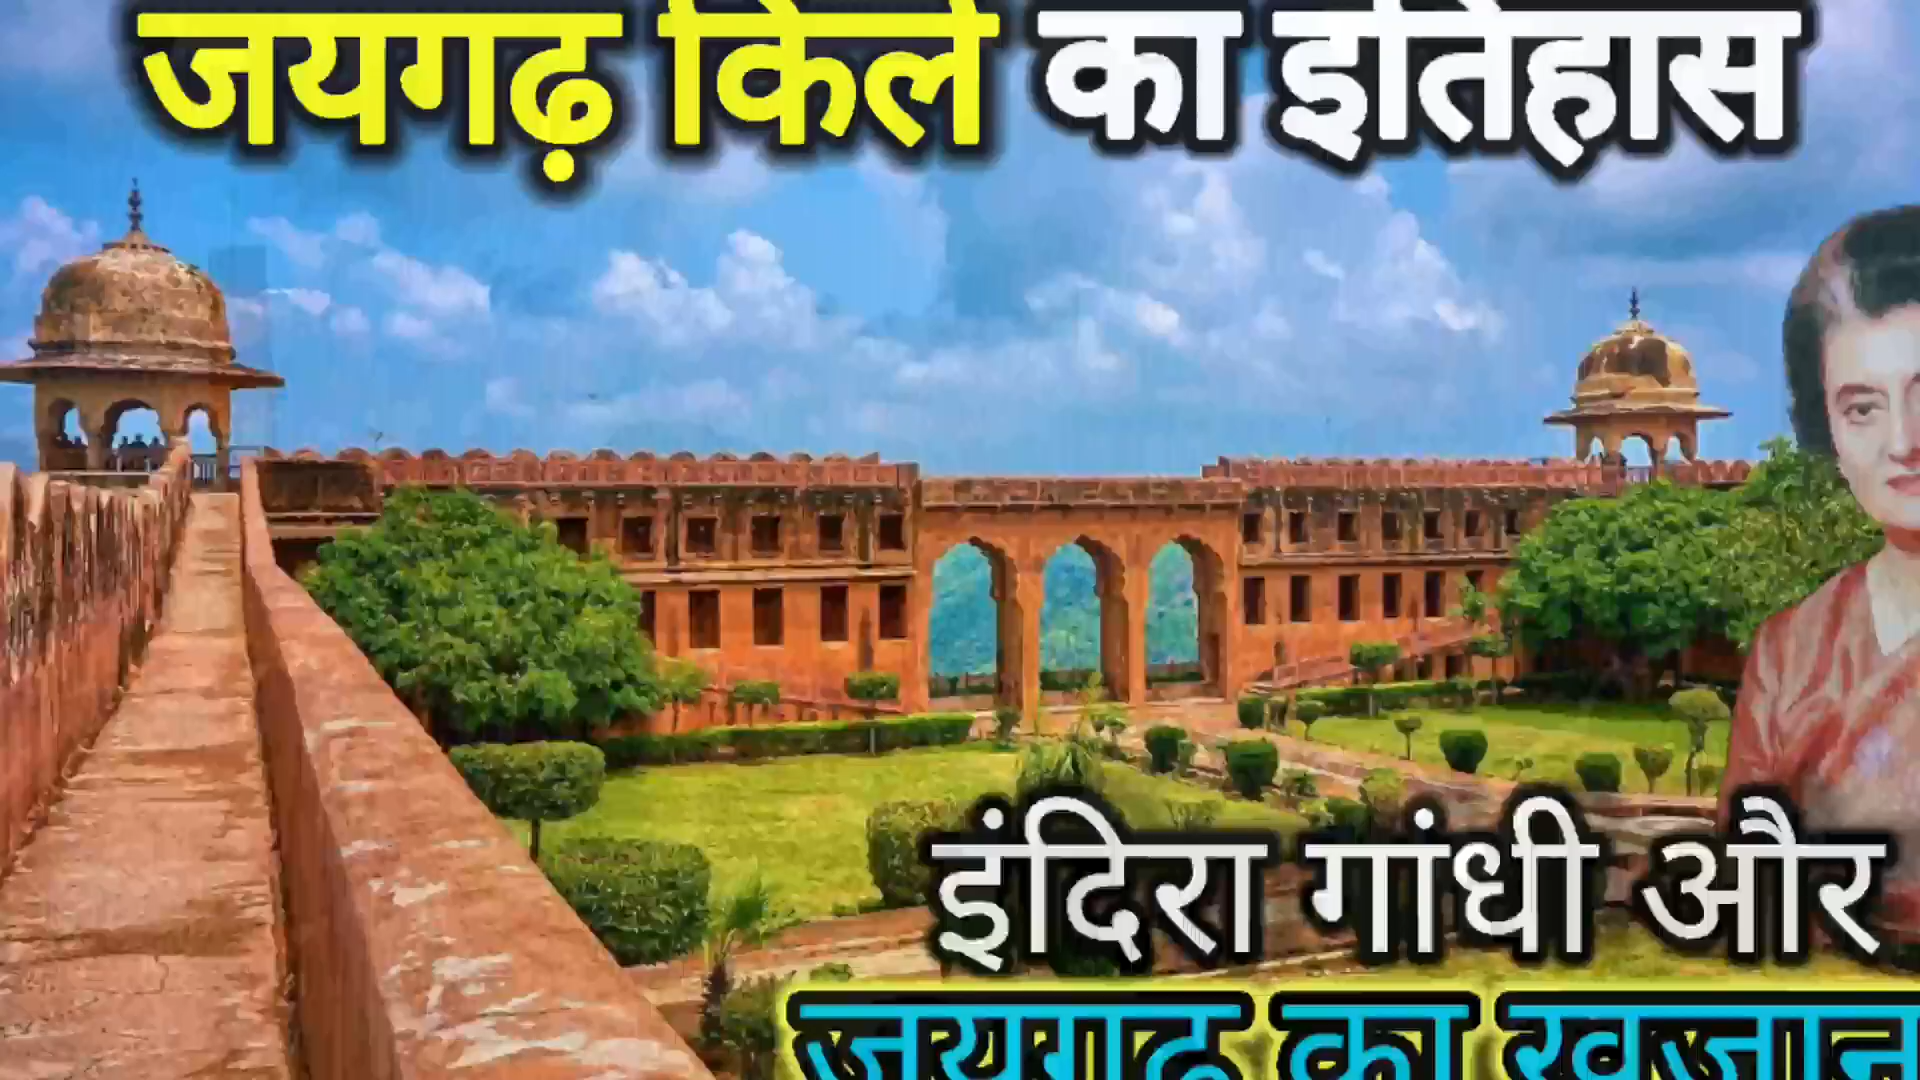 जयगढ़ किले का इतिहास
इंदिरा गांधी और
जयगढ़ का खजान